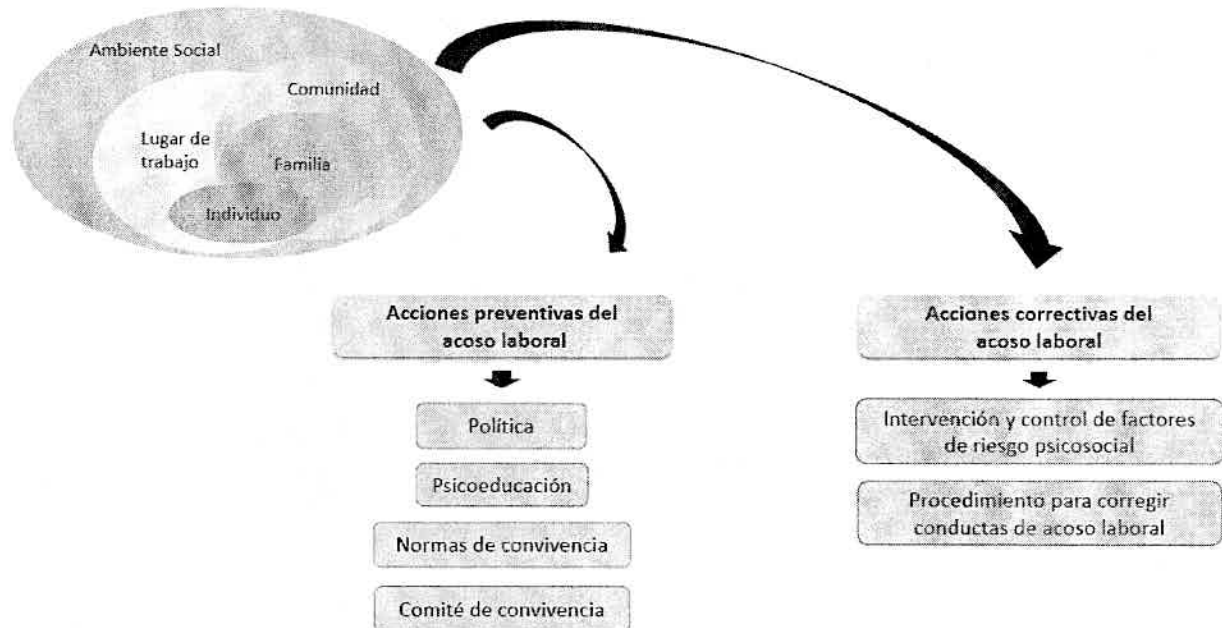 Ambiente Social
Comunidad
Lugar de
trabajo
Familia
Individuo
Acciones preventivas del
acoso laboral
Política
Psicoeducación
Normas de convivencia
Comité de convivencia
Acciones correctivas del
acoso laboral
Intervención y control de factores
de riesgo psicosocial
Procedimiento para corregir
conductas de acoso laboral